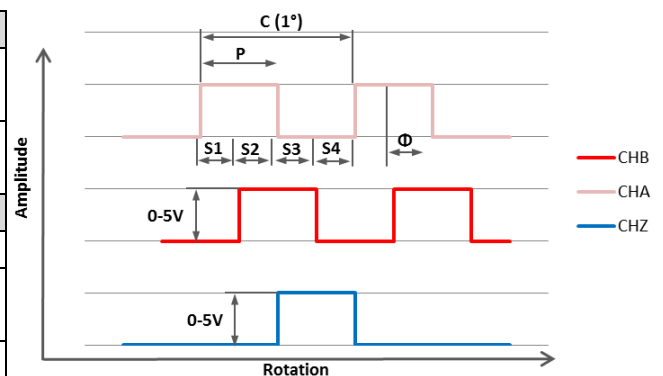 C (1°)
P
S1 S2 S3 S4 Φ
Amplitude
CHB
CHA
CHZ
0-5V
0-5V
Rotation